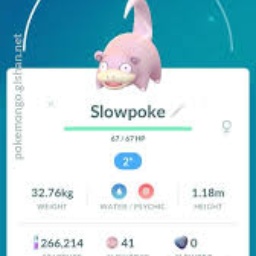 pokemongo.gishan.net
Slowpoke
67 / 67 HP
2*
32.76kg
WEIGHT
WATER / PSYCHIC
1.18m
HEIGHT
266,214
41
0